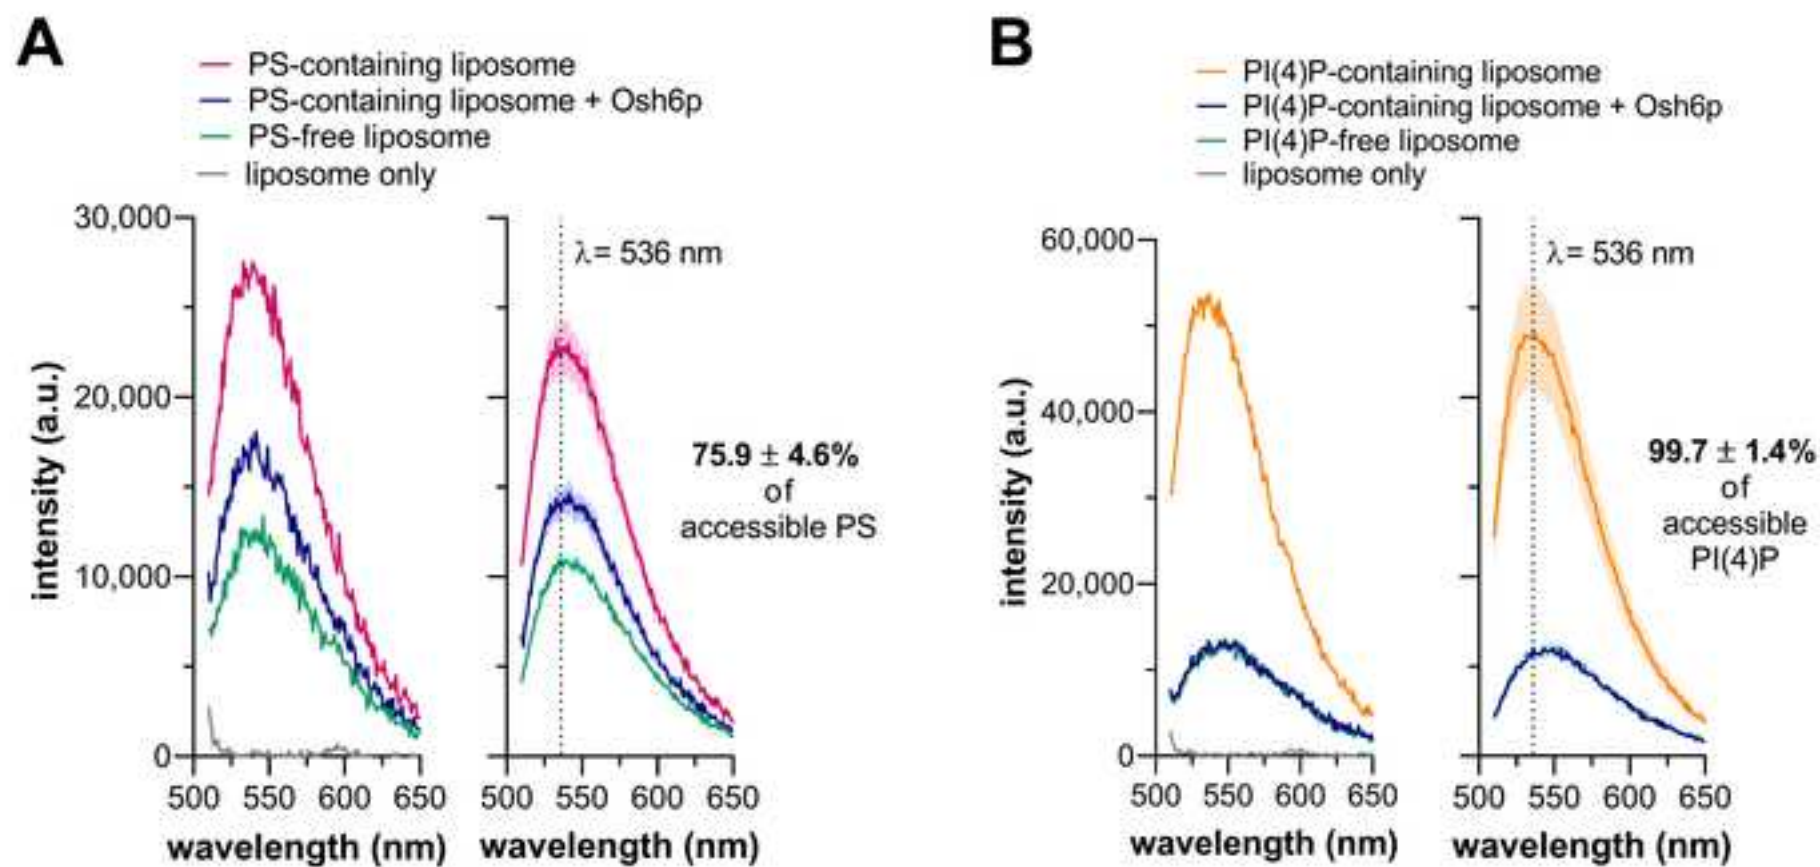 A
PS-containing liposome
PS-containing liposome + Osh6p
PS-free liposome
liposome only
30,000
20,000
10,000
0
intensity (a.u.)
500 550 600 650
wavelength (nm)
λ= 536 nm
75.9 ± 4.6%
of
accessible PS
500 550 600 650
wavelength (nm)
B
PI(4)P-containing liposome
PI(4)P-containing liposome + Osh6p
PI(4)P-free liposome
liposome only
60,000
40,000
20,000
0
intensity (a.u.)
500 550 600 650
wavelength (nm)
λ= 536 nm
99.7 ± 1.4%
of
accessible
PI(4)P
500 550 600 650
wavelength (nm)